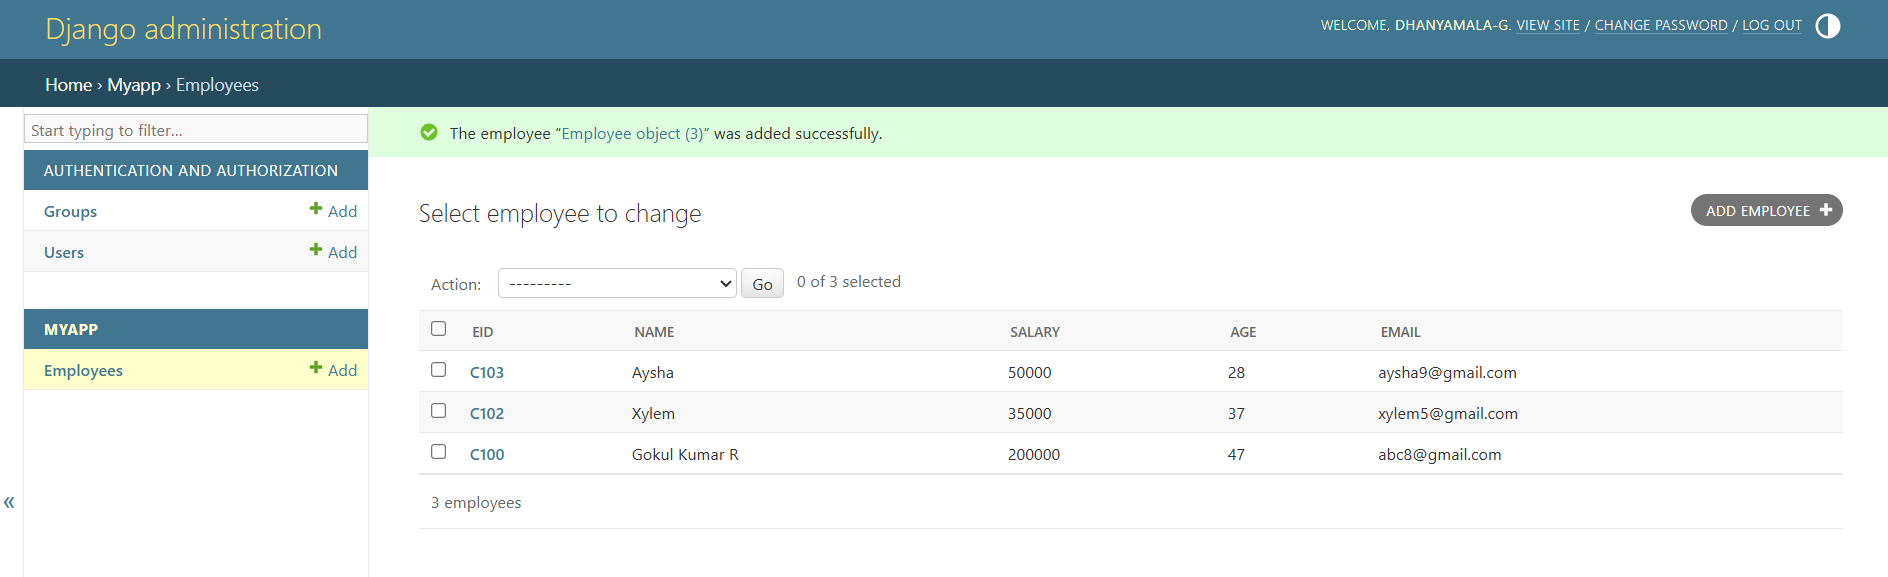 Django administration
WELCOME, DHANYAMALA-G. VIEW SITE / CHANGE PASSWORD / LOG OUT
Home › Myapp › Employees
Start typing to filter...
AUTHENTICATION AND AUTHORIZATION
Groups + Add
Users + Add
MYAPP
Employees + Add
«
The employee “Employee object (3)” was added successfully.
Select employee to change
ADD EMPLOYEE +
Action: --------- Go 0 of 3 selected
EID NAME SALARY AGE EMAIL
C103 Aysha 50000 28 aysha9@gmail.com
C102 Xylem 35000 37 xylem5@gmail.com
C100 Gokul Kumar R 200000 47 abc8@gmail.com
3 employees